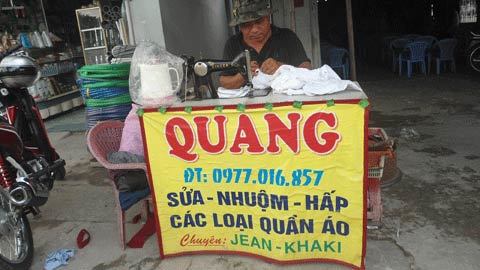 QUANG
ĐT: 0977.016.857
SỬA - NHUỘM - HẤP
CÁC LOẠI QUẦN ÁO
Chuyên: JEAN - KHAKI